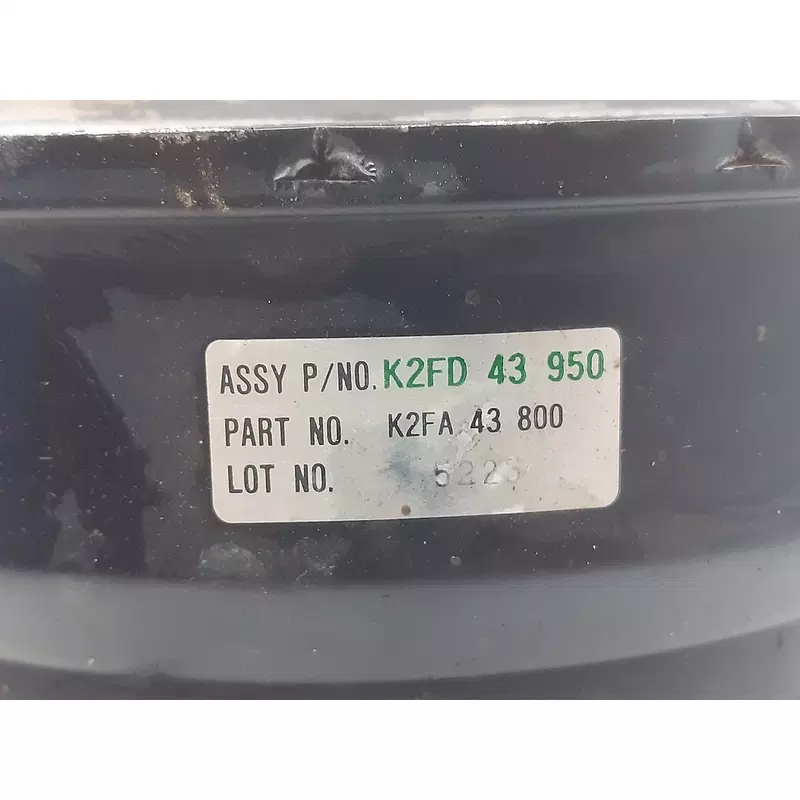 ASSY P/NO. K2FD 43 950
PART NO. K2FA 43 800
LOT NO.